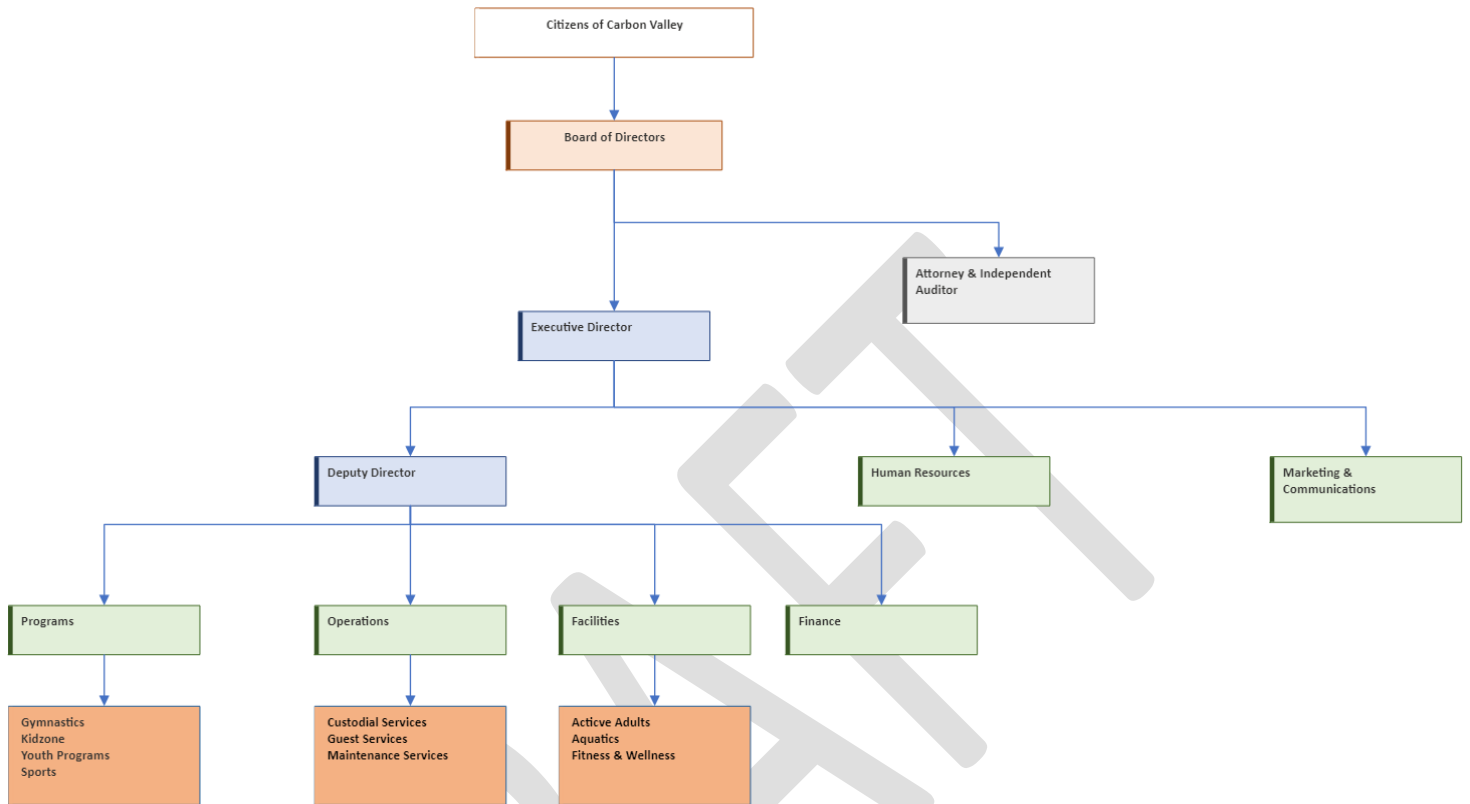 Citizens of Carbon Valley
Board of Directors
Attorney & Independent
Auditor
Executive Director
Deputy Director
Human Resources
Marketing &
Communications
Programs
Operations
Facilities
Finance
Gymnastics
Kidzone
Youth Programs
Sports
Custodial Services
Guest Services
Maintenance Services
Acticve Adults
Aquatics
Fitness & Wellness